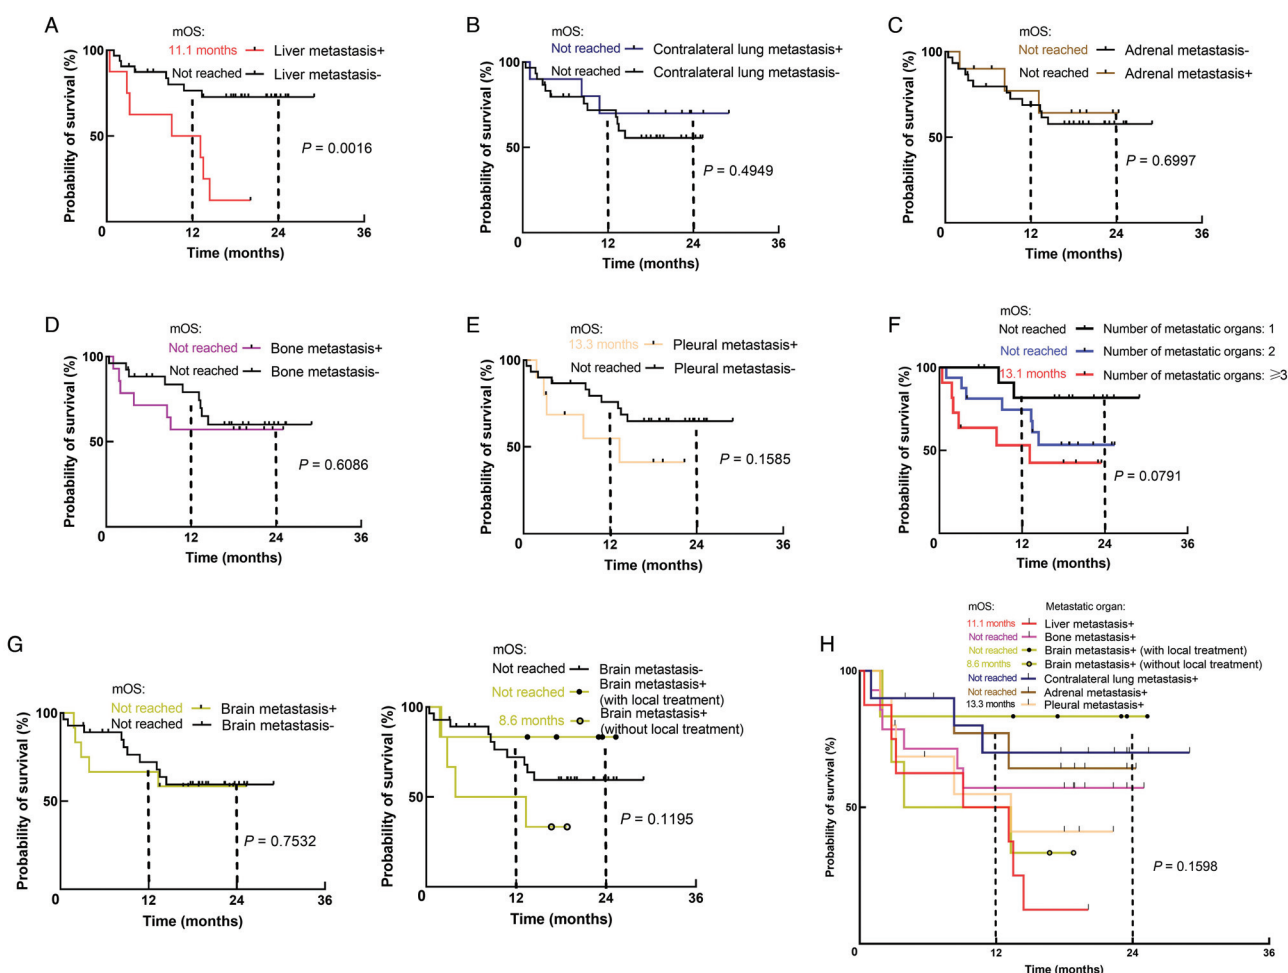 A
mOS:
11.1 months Liver metastasis+
Not reached Liver metastasis-
Probability of survival (%)
100
50
P = 0.0016
0 12 24 36
Time (months)
B
mOS:
Not reached Contralateral lung metastasis+
Not reached Contralateral lung metastasis-
Probability of survival (%)
100
50
P = 0.4949
0 12 24 36
Time (months)
C
mOS:
Not reached Adrenal metastasis-
Not reached Adrenal metastasis+
Probability of survival (%)
100
50
P = 0.6997
0 12 24 36
Time (months)
D
mOS:
Not reached Bone metastasis+
Not reached Bone metastasis-
Probability of survival (%)
100
50
P = 0.6086
0 12 24 36
Time (months)
E
mOS:
13.3 months Pleural metastasis+
Not reached Pleural metastasis-
Probability of survival (%)
100
50
P = 0.1585
0 12 24 36
Time (months)
F
mOS:
Not reached Number of metastatic organs: 1
Not reached Number of metastatic organs: 2
13.1 months Number of metastatic organs: ⩾3
Probability of survival (%)
100
50
P = 0.0791
0 12 24 36
Time (months)
G
mOS:
Not reached Brain metastasis+
Not reached Brain metastasis-
Probability of survival (%)
100
50
P = 0.7532
0 12 24 36
Time (months)
mOS:
Not reached Brain metastasis-
Not reached Brain metastasis+
(with local treatment)
8.6 months Brain metastasis+
(without local treatment)
Probability of survival (%)
100
50
P = 0.1195
0 12 24 36
Time (months)
H
mOS: Metastatic organ:
11.1 months Liver metastasis+
Not reached Bone metastasis+
Not reached Brain metastasis+ (with local treatment)
8.6 months Brain metastasis+ (without local treatment)
Not reached Contralateral lung metastasis+
Not reached Adrenal metastasis+
13.3 months Pleural metastasis+
Probability of survival (%)
100
50
P = 0.1598
0 12 24 36
Time (months)